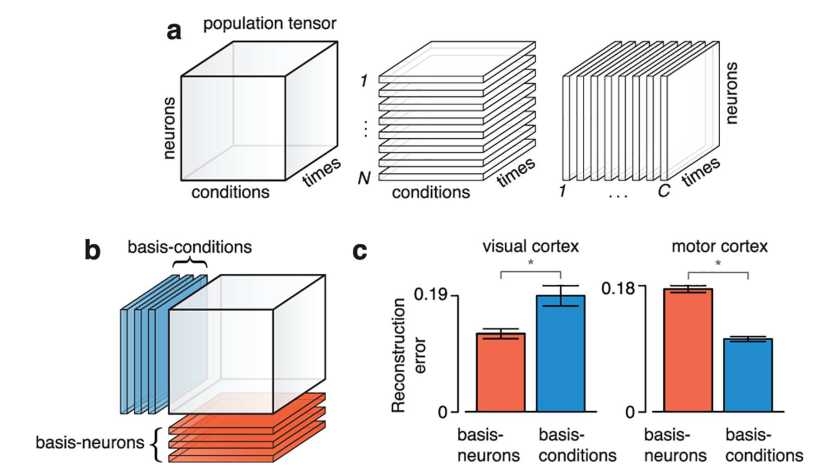 a
population tensor
neurons
conditions
times
1
⋮
N
conditions
times
neurons
1 ... C
times
b
basis-conditions
basis-neurons
c
visual cortex
*
Reconstruction
error
0.19
0
basis-
neurons
basis-
conditions
motor cortex
*
0.18
0
basis-
neurons
basis-
conditions